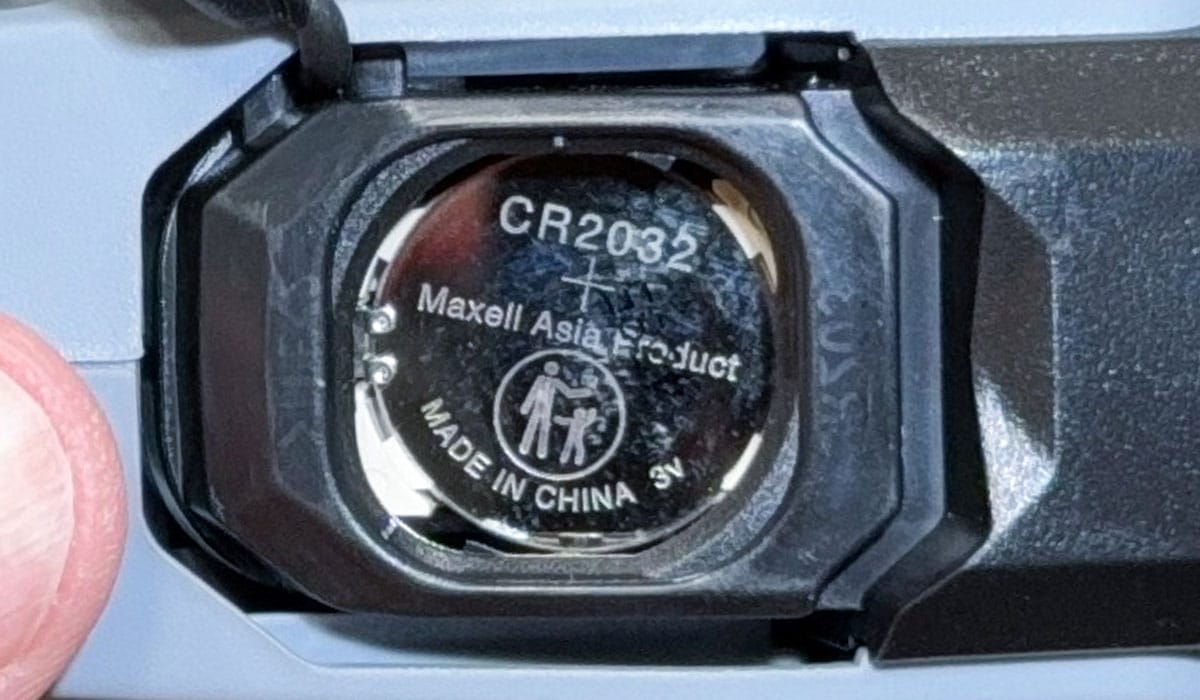 CR2032
+
Maxell Asia Product
MADE IN CHINA 3V